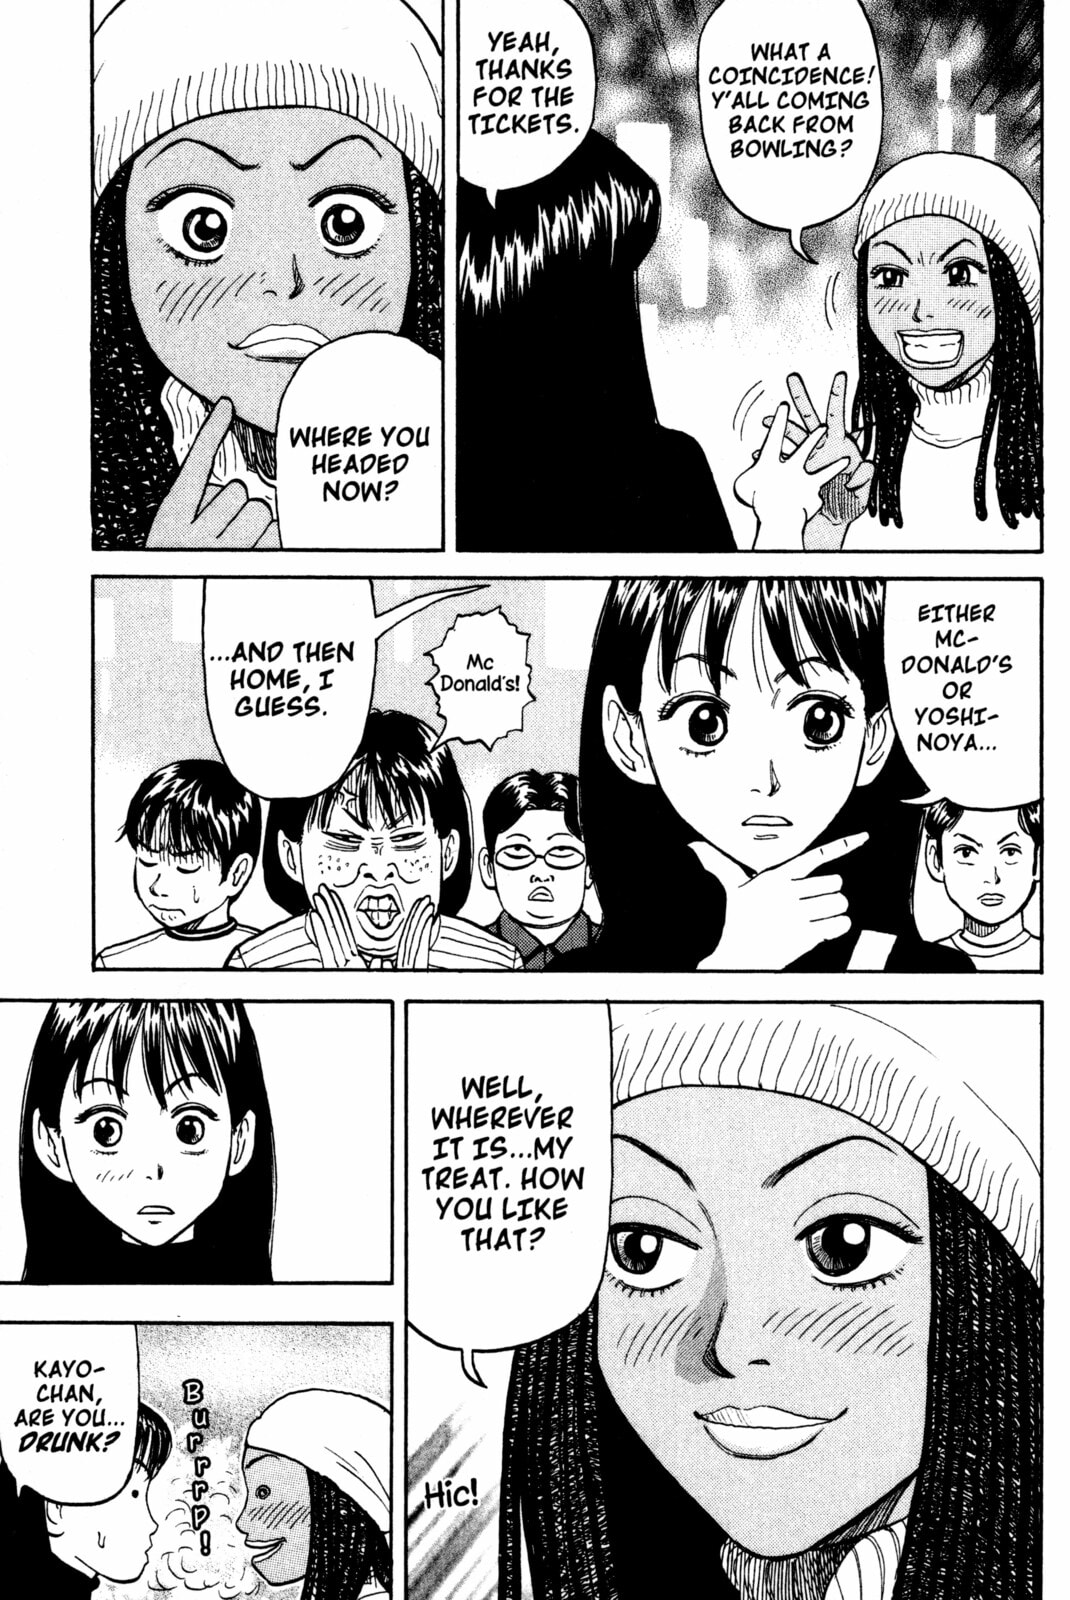 WHAT A
COINCIDENCE!
Y'ALL COMING
BACK FROM
BOWLING?
YEAH,
THANKS
FOR THE
TICKETS.
WHERE YOU
HEADED
NOW?
EITHER
MC-
DONALD'S
OR
YOSHI-
NOYA...
Mc
Donald's!
...AND THEN
HOME, I
GUESS.
WELL,
WHEREVER
IT IS...MY
TREAT. HOW
YOU LIKE
THAT?
Hic!
Burrrp!
KAYO-
CHAN,
ARE YOU...
DRUNK?